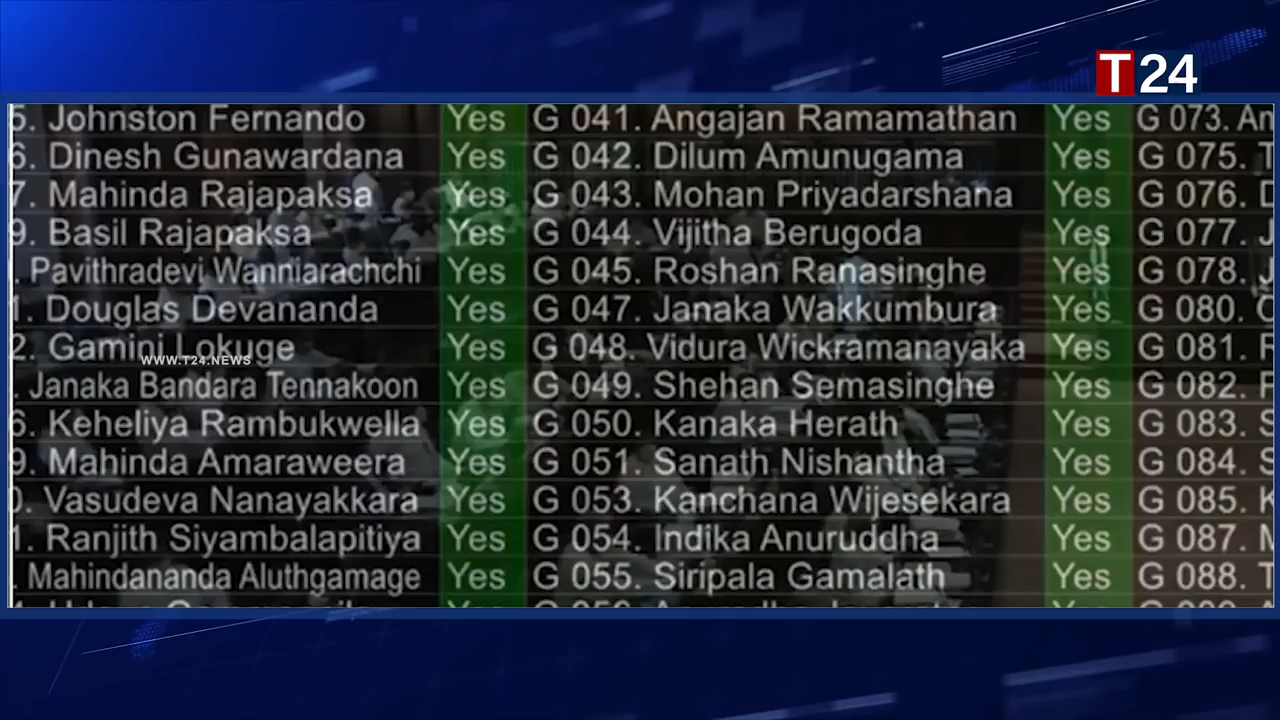 T24
5. Johnston Fernando Yes G 041. Angajan Ramamathan Yes G 073. An
6. Dinesh Gunawardana Yes G 042. Dilum Amunugama Yes G 075. T
7. Mahinda Rajapaksa Yes G 043. Mohan Priyadarshana Yes G 076. D
9. Basil Rajapaksa Yes G 044. Vijitha Berugoda Yes G 077. J
. Pavithradevi Wanniarachchi Yes G 045. Roshan Ranasinghe Yes G 078. J
1. Douglas Devananda Yes G 047. Janaka Wakkumbura Yes G 080. C
2. Gamini Lokuge Yes G 048. Vidura Wickramanayaka Yes G 081. R
WWW.T24.NEWS
. Janaka Bandara Tennakoon Yes G 049. Shehan Semasinghe Yes G 082. F
6. Keheliya Rambukwella Yes G 050. Kanaka Herath Yes G 083. S
9. Mahinda Amaraweera Yes G 051. Sanath Nishantha Yes G 084. S
0. Vasudeva Nanayakkara Yes G 053. Kanchana Wijesekara Yes G 085. K
1. Ranjith Siyambalapitiya Yes G 054. Indika Anuruddha Yes G 087. M
. Mahindananda Aluthgamage Yes G 055. Siripala Gamalath Yes G 088. T